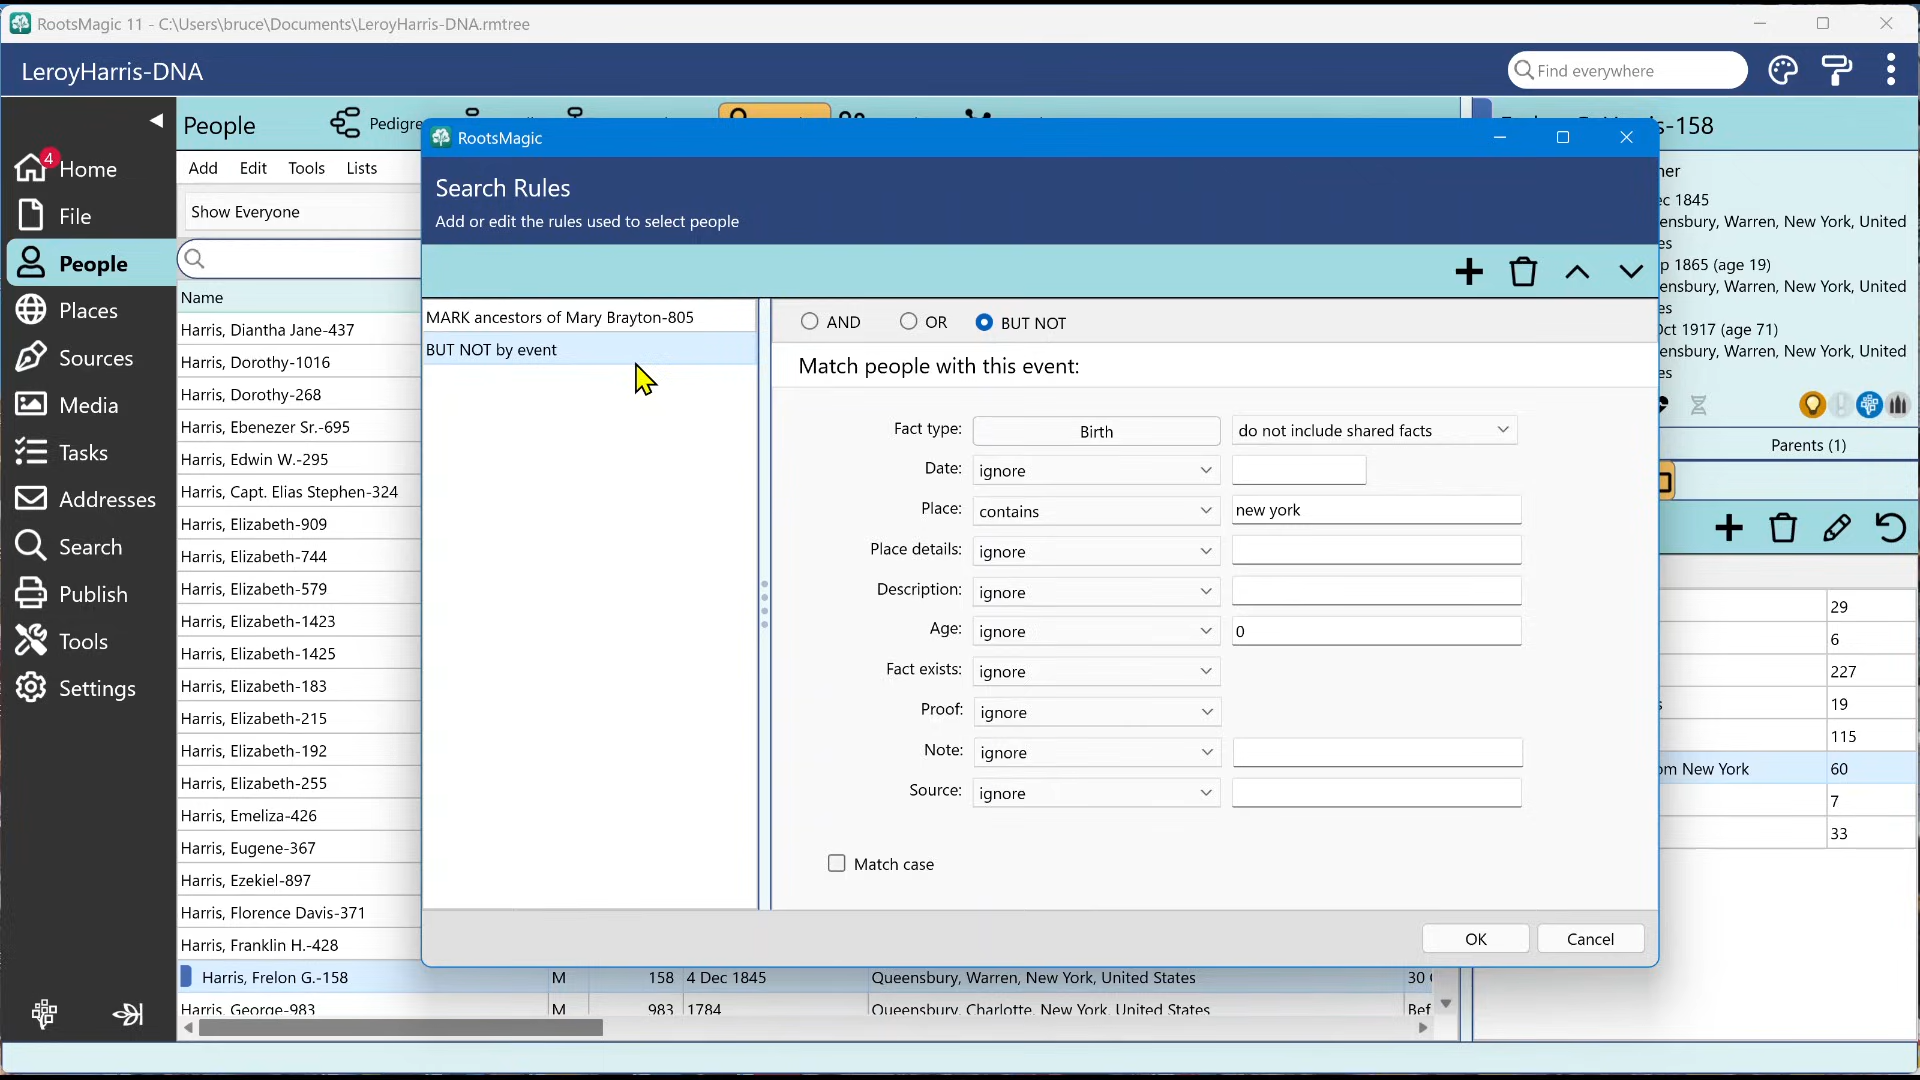 RootsMagic 11 - C:\Users\bruce\Documents\LeroyHarris-DNA.rmtree
LeroyHarris-DNA
Find everywhere
4
Home
File
People
Places
Sources
Media
Tasks
Addresses
Search
Publish
Tools
Settings
People
Add Edit Tools Lists
Show Everyone
Name
Harris, Diantha Jane-437
Harris, Dorothy-1016
Harris, Dorothy-268
Harris, Ebenezer Sr.-695
Harris, Edwin W.-295
Harris, Capt. Elias Stephen-324
Harris, Elizabeth-909
Harris, Elizabeth-744
Harris, Elizabeth-579
Harris, Elizabeth-1423
Harris, Elizabeth-1425
Harris, Elizabeth-183
Harris, Elizabeth-215
Harris, Elizabeth-192
Harris, Elizabeth-255
Harris, Emeliza-426
Harris, Eugene-367
Harris, Ezekiel-897
Harris, Florence Davis-371
Harris, Franklin H.-428
Harris, Frelon G.-158 M 158 4 Dec 1845 Queensbury, Warren, New York, United States 30
Harris, George-983 M 983 1784 Queensbury, Charlotte, New York, United States Bef
RootsMagic
Search Rules
Add or edit the rules used to select people
MARK ancestors of Mary Brayton-805
BUT NOT by event
AND OR BUT NOT
Match people with this event:
Fact type: Birth do not include shared facts
Date: ignore
Place: contains new york
Place details: ignore
Description: ignore
Age: ignore 0
Fact exists: ignore
Proof: ignore
Note: ignore
Source: ignore
Match case
OK Cancel
s-158
ner
ec 1845
ensbury, Warren, New York, United
es
p 1865 (age 19)
ensbury, Warren, New York, United
es
Oct 1917 (age 71)
ensbury, Warren, New York, United
es
Parents (1)
29
6
227
s 19
115
om New York 60
7
33